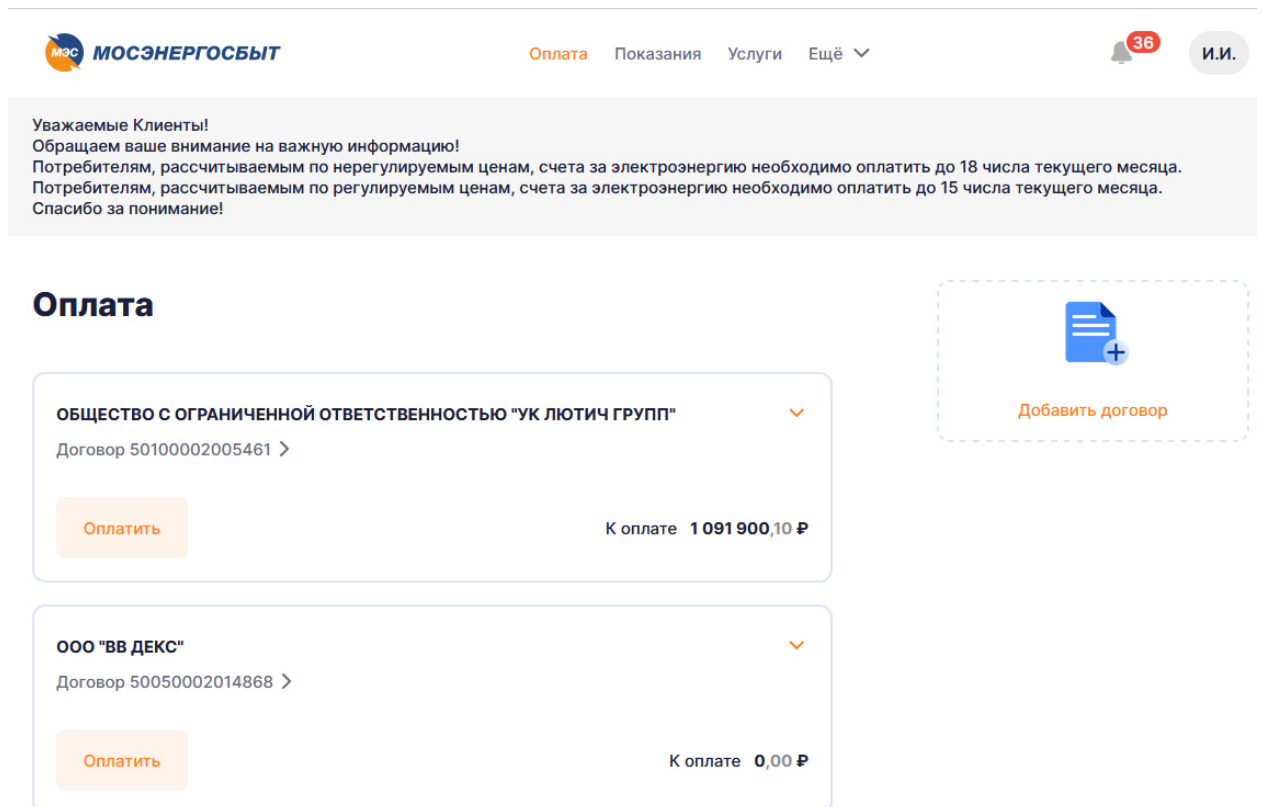 МЭС МОСЭНЕРГОСБЫТ
Оплата Показания Услуги Ещё
36
И.И.
Уважаемые Клиенты!
Обращаем ваше внимание на важную информацию!
Потребителям, рассчитываемым по нерегулируемым ценам, счета за электроэнергию необходимо оплатить до 18 числа текущего месяца.
Потребителям, рассчитываемым по регулируемым ценам, счета за электроэнергию необходимо оплатить до 15 числа текущего месяца.
Спасибо за понимание!
Оплата
ОБЩЕСТВО С ОГРАНИЧЕННОЙ ОТВЕТСТВЕННОСТЬЮ "УК ЛЮТИЧ ГРУПП"
Договор 50100002005461
Оплатить
К оплате 1 091 900,10 ₽
ООО "ВВ ДЕКС"
Договор 50050002014868
Оплатить
К оплате 0,00 ₽
Добавить договор